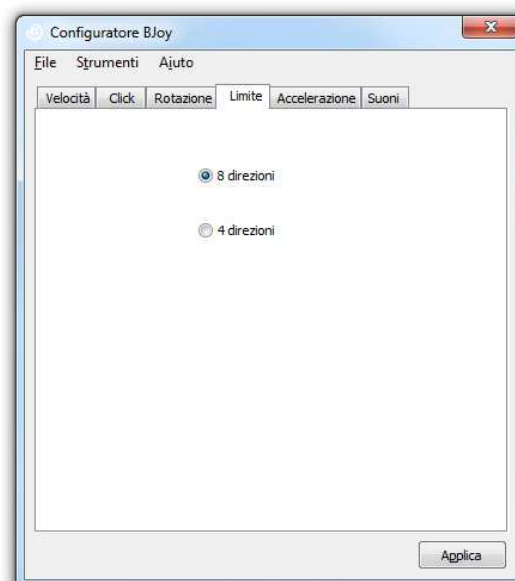 Configuratore BJoy
File Strumenti Aiuto
Velocità Click Rotazione Limite Accelerazione Suoni
8 direzioni
4 direzioni
Applica